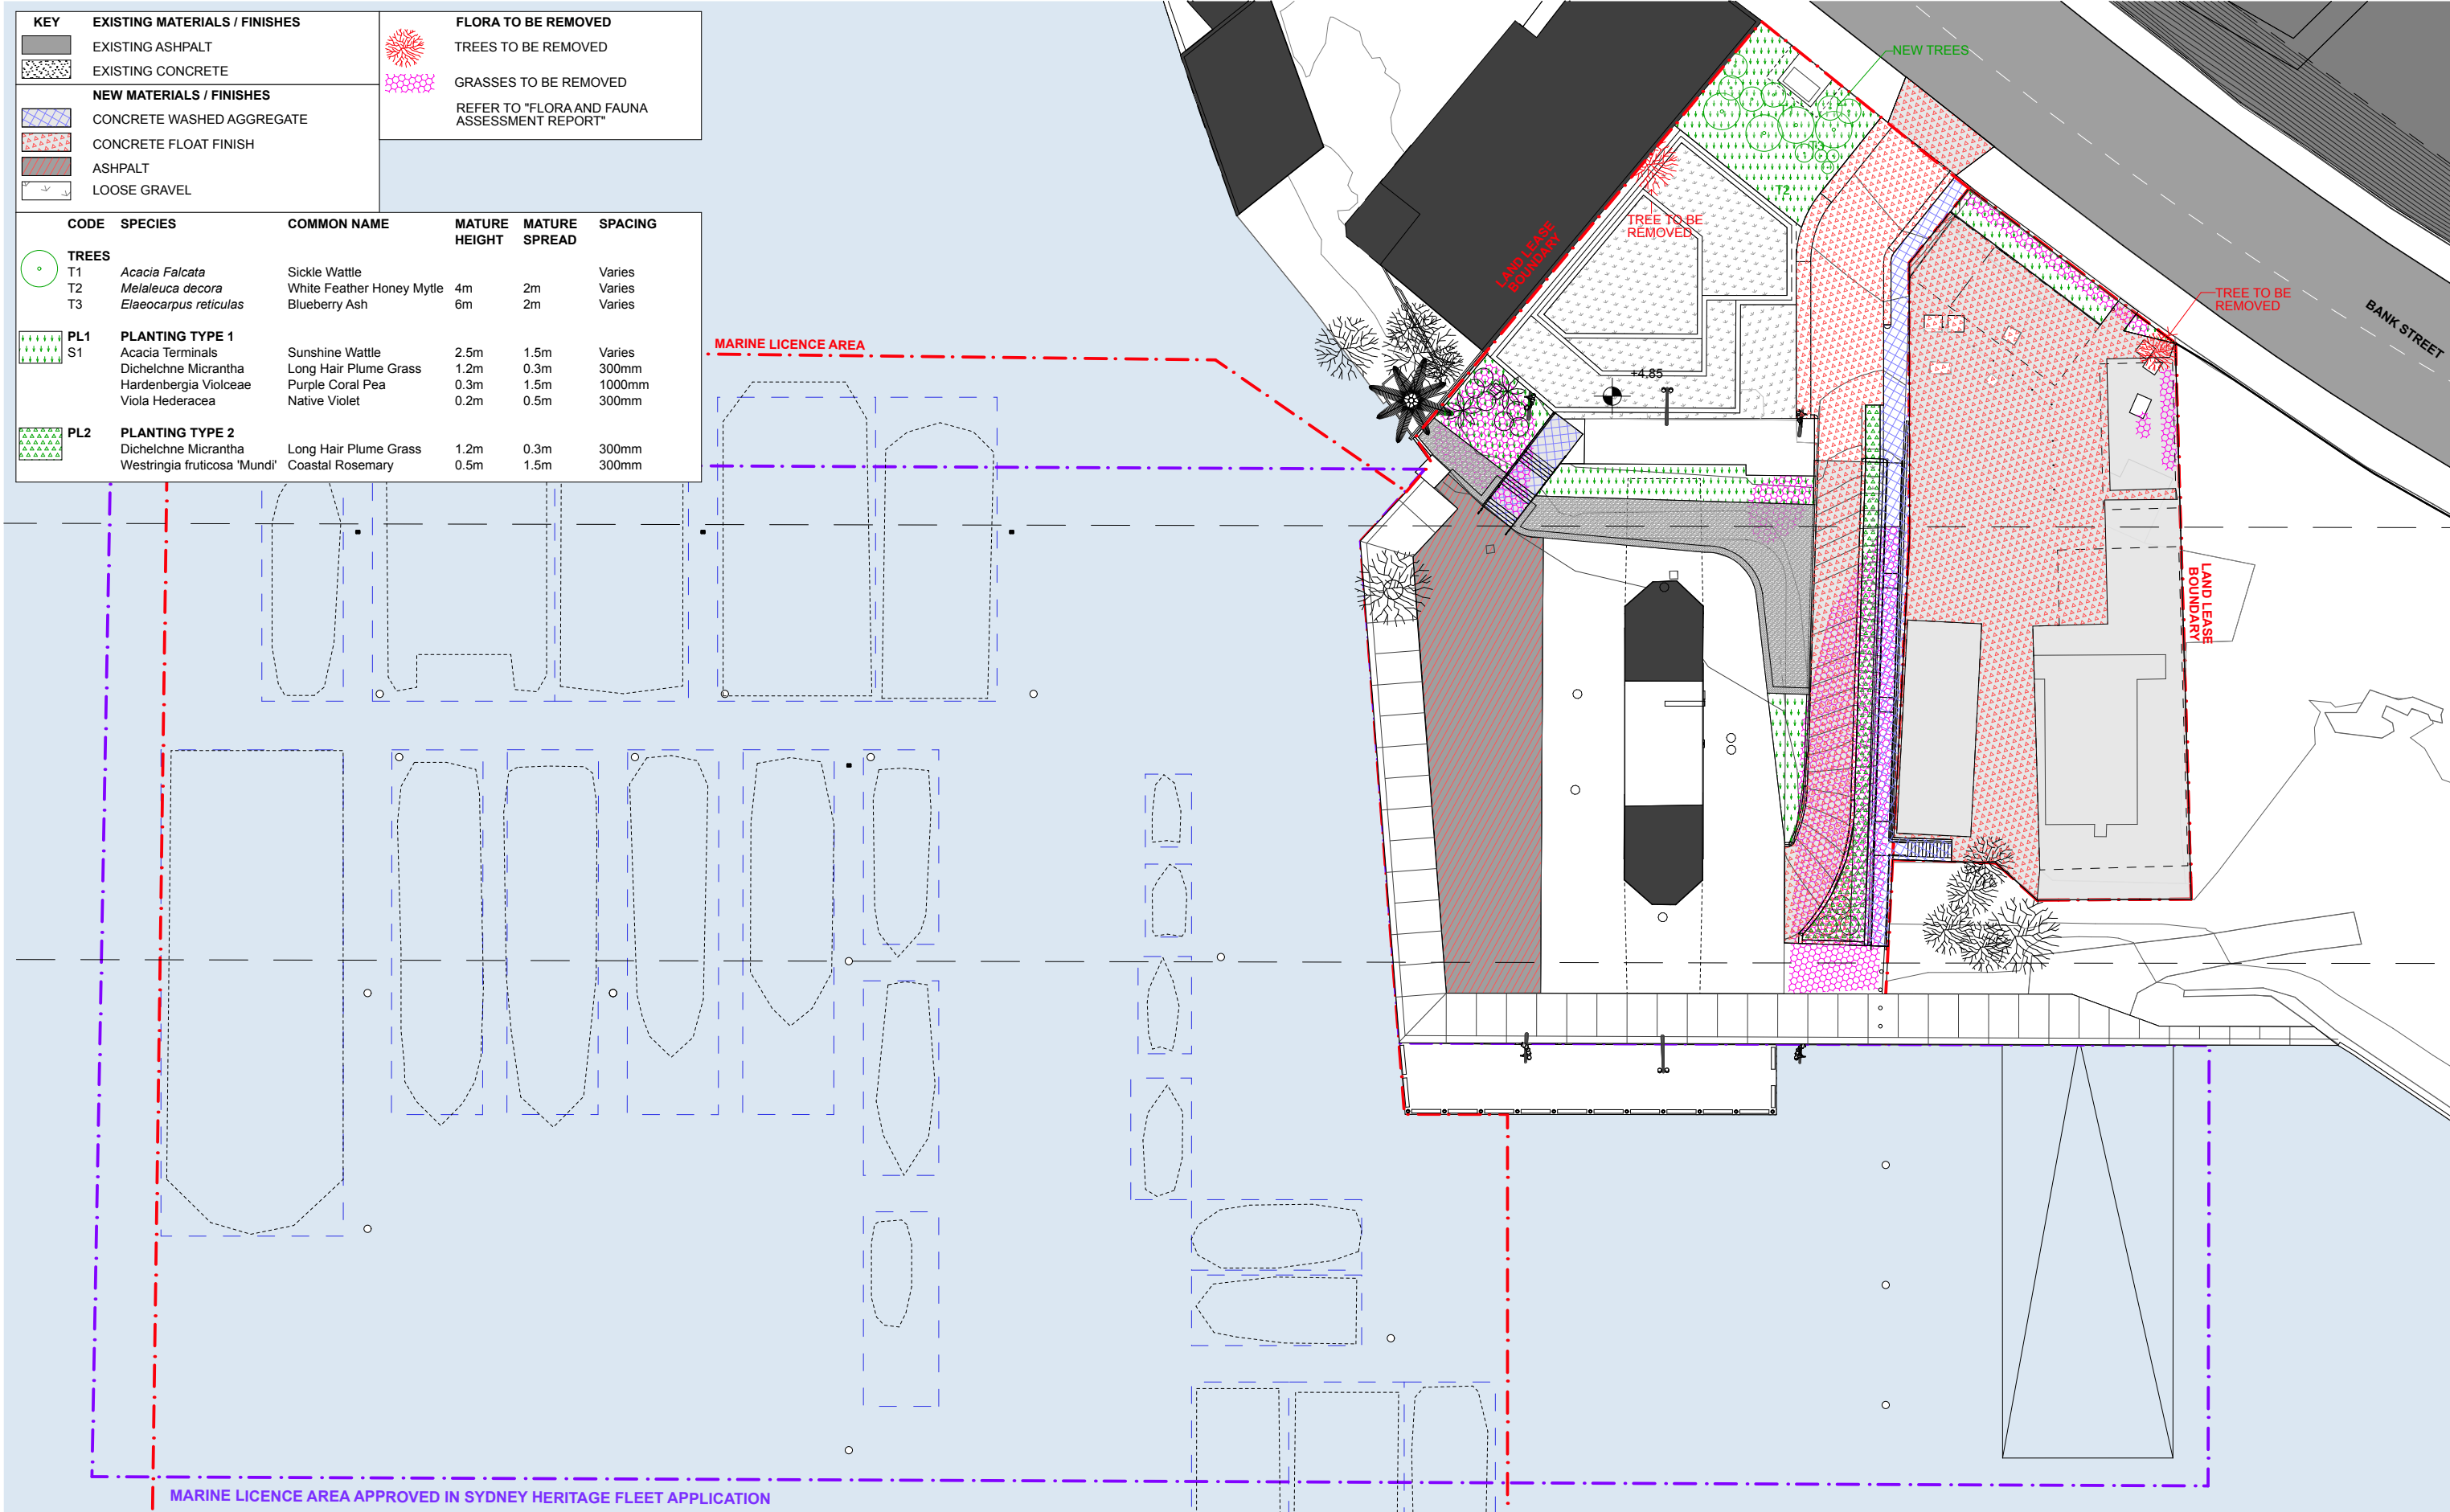 KEY EXISTING MATERIALS / FINISHES
EXISTING ASHPALT
EXISTING CONCRETE
NEW MATERIALS / FINISHES
CONCRETE WASHED AGGREGATE
CONCRETE FLOAT FINISH
ASHPALT
LOOSE GRAVEL
FLORA TO BE REMOVED
TREES TO BE REMOVED
GRASSES TO BE REMOVED
REFER TO "FLORA AND FAUNA
ASSESSMENT REPORT"
CODE SPECIES COMMON NAME MATURE HEIGHT MATURE SPREAD SPACING
TREES
T1 Acacia Falcata Sickle Wattle Varies
T2 Melaleuca decora White Feather Honey Mytle 4m 2m Varies
T3 Elaeocarpus reticulas Blueberry Ash 6m 2m Varies
PL1 PLANTING TYPE 1
S1 Acacia Terminals Sunshine Wattle 2.5m 1.5m Varies
Dichelchne Micrantha Long Hair Plume Grass 1.2m 0.3m 300mm
Hardenbergia Violceae Purple Coral Pea 0.3m 1.5m 1000mm
Viola Hederacea Native Violet 0.2m 0.5m 300mm
PL2 PLANTING TYPE 2
Dichelchne Micrantha Long Hair Plume Grass 1.2m 0.3m 300mm
Westringia fruticosa 'Mundi' Coastal Rosemary 0.5m 1.5m 300mm
NEW TREES
T1
T3
T2
TREE TO BE
REMOVED
LAND LEASE
BOUNDARY
TREE TO BE
REMOVED
BANK STREET
MARINE LICENCE AREA
+4.85
LAND LEASE
BOUNDARY
MARINE LICENCE AREA APPROVED IN SYDNEY HERITAGE FLEET APPLICATION